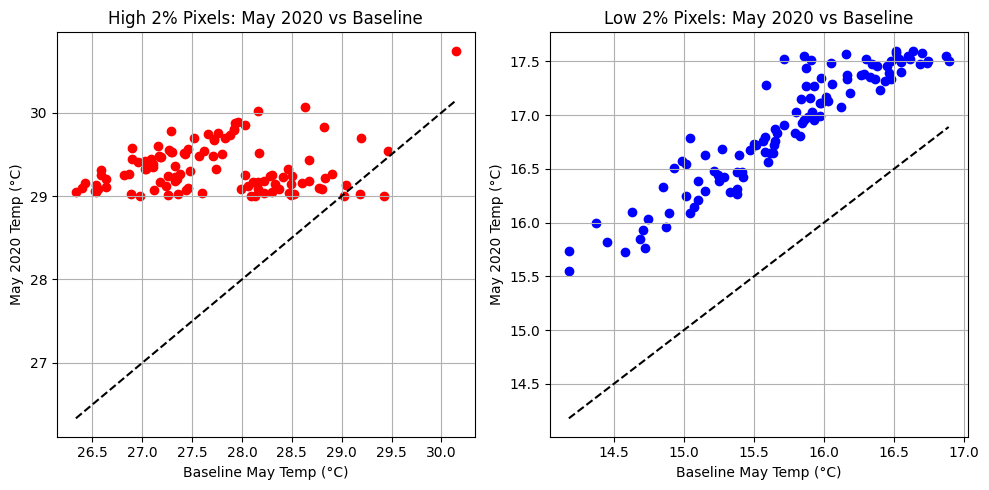 High 2% Pixels: May 2020 vs Baseline
May 2020 Temp (°C)
30
29
28
27
26.5 27.0 27.5 28.0 28.5 29.0 29.5 30.0
Baseline May Temp (°C)
Low 2% Pixels: May 2020 vs Baseline
May 2020 Temp (°C)
17.5
17.0
16.5
16.0
15.5
15.0
14.5
14.5 15.0 15.5 16.0 16.5 17.0
Baseline May Temp (°C)